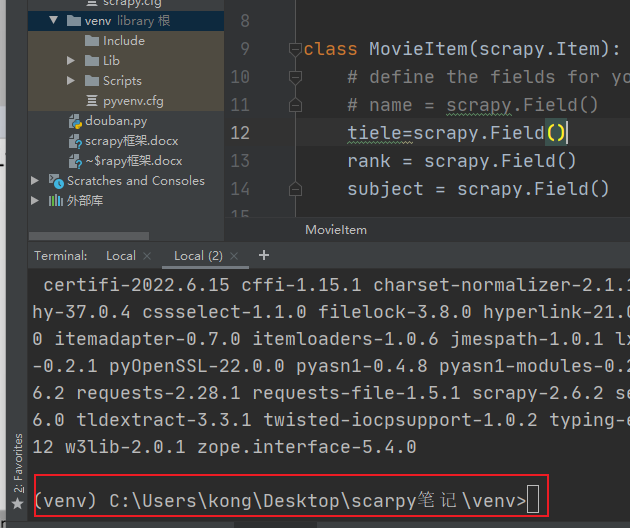 scrapy.cfg
venv library 根
Include
Lib
Scripts
pyvenv.cfg
douban.py
scrapy框架.docx
~$rapy框架.docx
Scratches and Consoles
外部库
8
9 class MovieItem(scrapy.Item):
10 # define the fields for yo
11 # name = scrapy.Field()
12 tiele=scrapy.Field()
13 rank = scrapy.Field()
14 subject = scrapy.Field()
15
MovieItem
Terminal: Local × Local (2) × +
certifi-2022.6.15 cffi-1.15.1 charset-normalizer-2.1.
hy-37.0.4 cssselect-1.1.0 filelock-3.8.0 hyperlink-21.0
0 itemadapter-0.7.0 itemloaders-1.0.6 jmespath-1.0.1 lx
-0.2.1 pyOpenSSL-22.0.0 pyasn1-0.4.8 pyasn1-modules-0.2
6.2 requests-2.28.1 requests-file-1.5.1 scrapy-2.6.2 se
6.0 tldextract-3.3.1 twisted-iocpsupport-1.0.2 typing-e
12 w3lib-2.0.1 zope.interface-5.4.0
(venv) C:\Users\kong\Desktop\scarpy笔记\venv>
2: Favorites